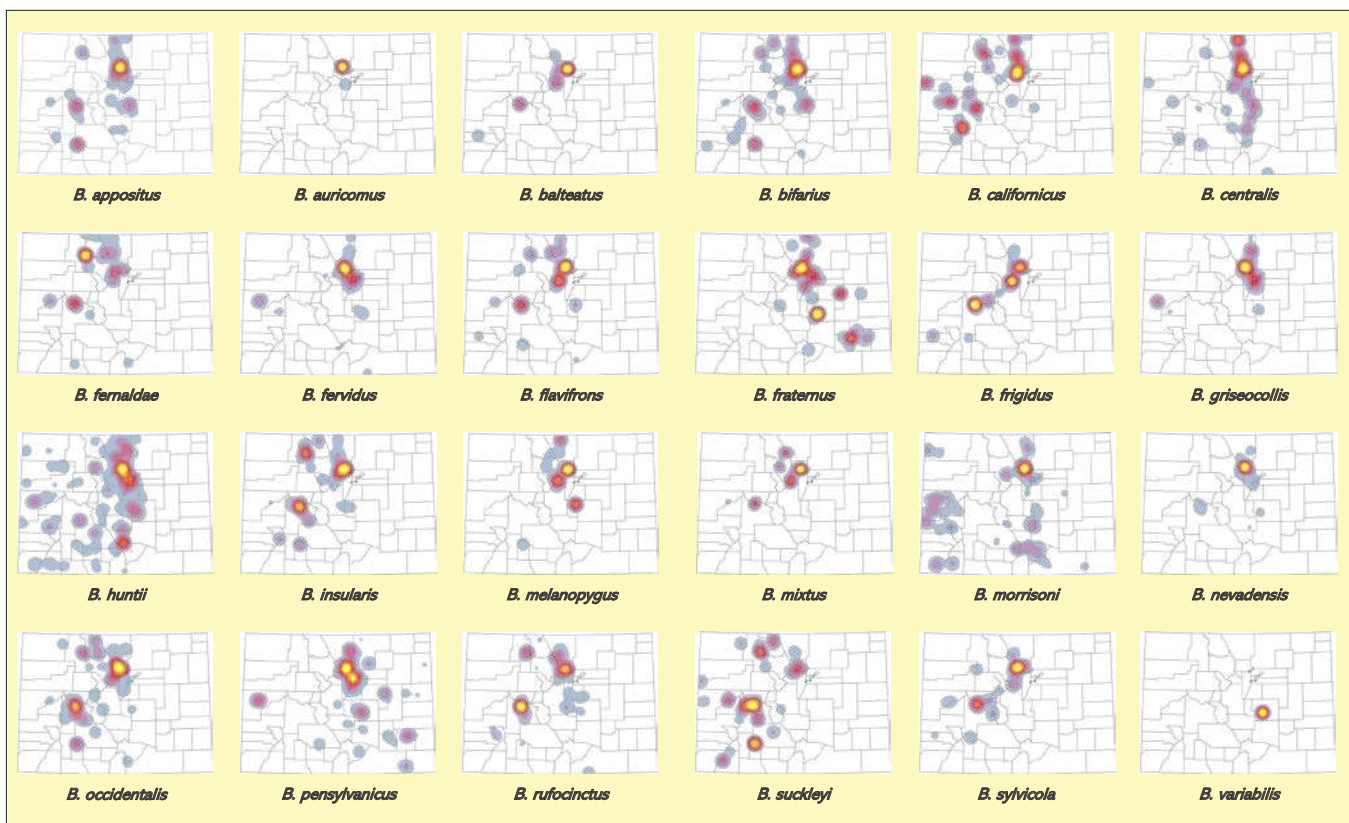 B. appositus B. auricomus B. balteatus B. bifarius B. californicus B. centralis
B. fernaldae B. fervidus B. flavifrons B. fraternus B. frigidus B. griseocollis
B. huntii B. insularis B. melanopygus B. mixtus B. morrisoni B. nevadensis
B. occidentalis B. pensylvanicus B. rufocinctus B. suckleyi B. sylvicola B. variabilis